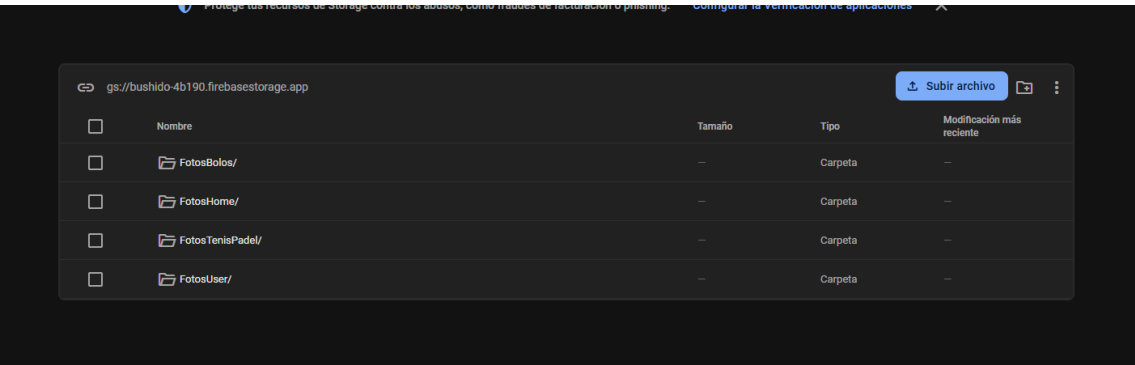 Protege tus recursos de Storage contra los abusos, como fraudes de facturación o phishing. Configurar la Verificación de aplicaciones
gs://bushido-4b190.firebasestorage.app
Subir archivo
Nombre Tamaño Tipo Modificación más reciente
FotosBolos/ — Carpeta —
FotosHome/ — Carpeta —
FotosTenisPadel/ — Carpeta —
FotosUser/ — Carpeta —